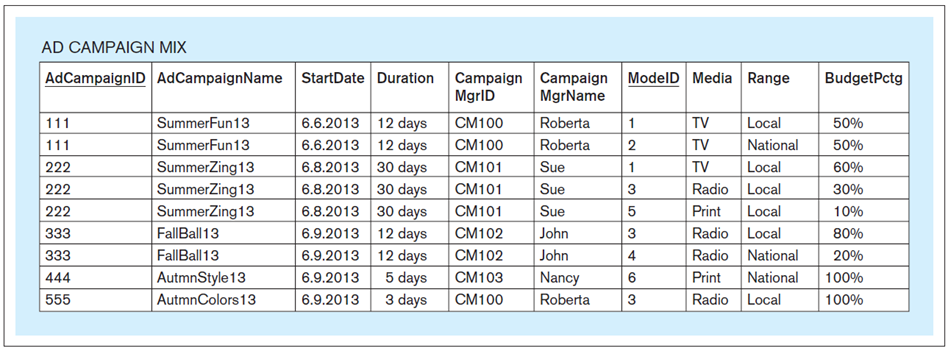 AD CAMPAIGN MIX
AdCampaignID AdCampaignName StartDate Duration Campaign MgrID Campaign MgrName ModeID Media Range BudgetPctg
111 SummerFun13 6.6.2013 12 days CM100 Roberta 1 TV Local 50%
111 SummerFun13 6.6.2013 12 days CM100 Roberta 2 TV National 50%
222 SummerZing13 6.8.2013 30 days CM101 Sue 1 TV Local 60%
222 SummerZing13 6.8.2013 30 days CM101 Sue 3 Radio Local 30%
222 SummerZing13 6.8.2013 30 days CM101 Sue 5 Print Local 10%
333 FallBall13 6.9.2013 12 days CM102 John 3 Radio Local 80%
333 FallBall13 6.9.2013 12 days CM102 John 4 Radio National 20%
444 AutmnStyle13 6.9.2013 5 days CM103 Nancy 6 Print National 100%
555 AutmnColors13 6.9.2013 3 days CM100 Roberta 3 Radio Local 100%